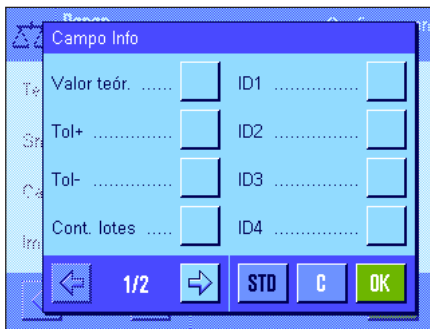 Campo Info
Valor teór. ......
ID1 ................
Tol+ ................
ID2 ................
Tol- ................
ID3 ................
Cont. lotes .....
ID4 ................
1/2
STD
C
OK